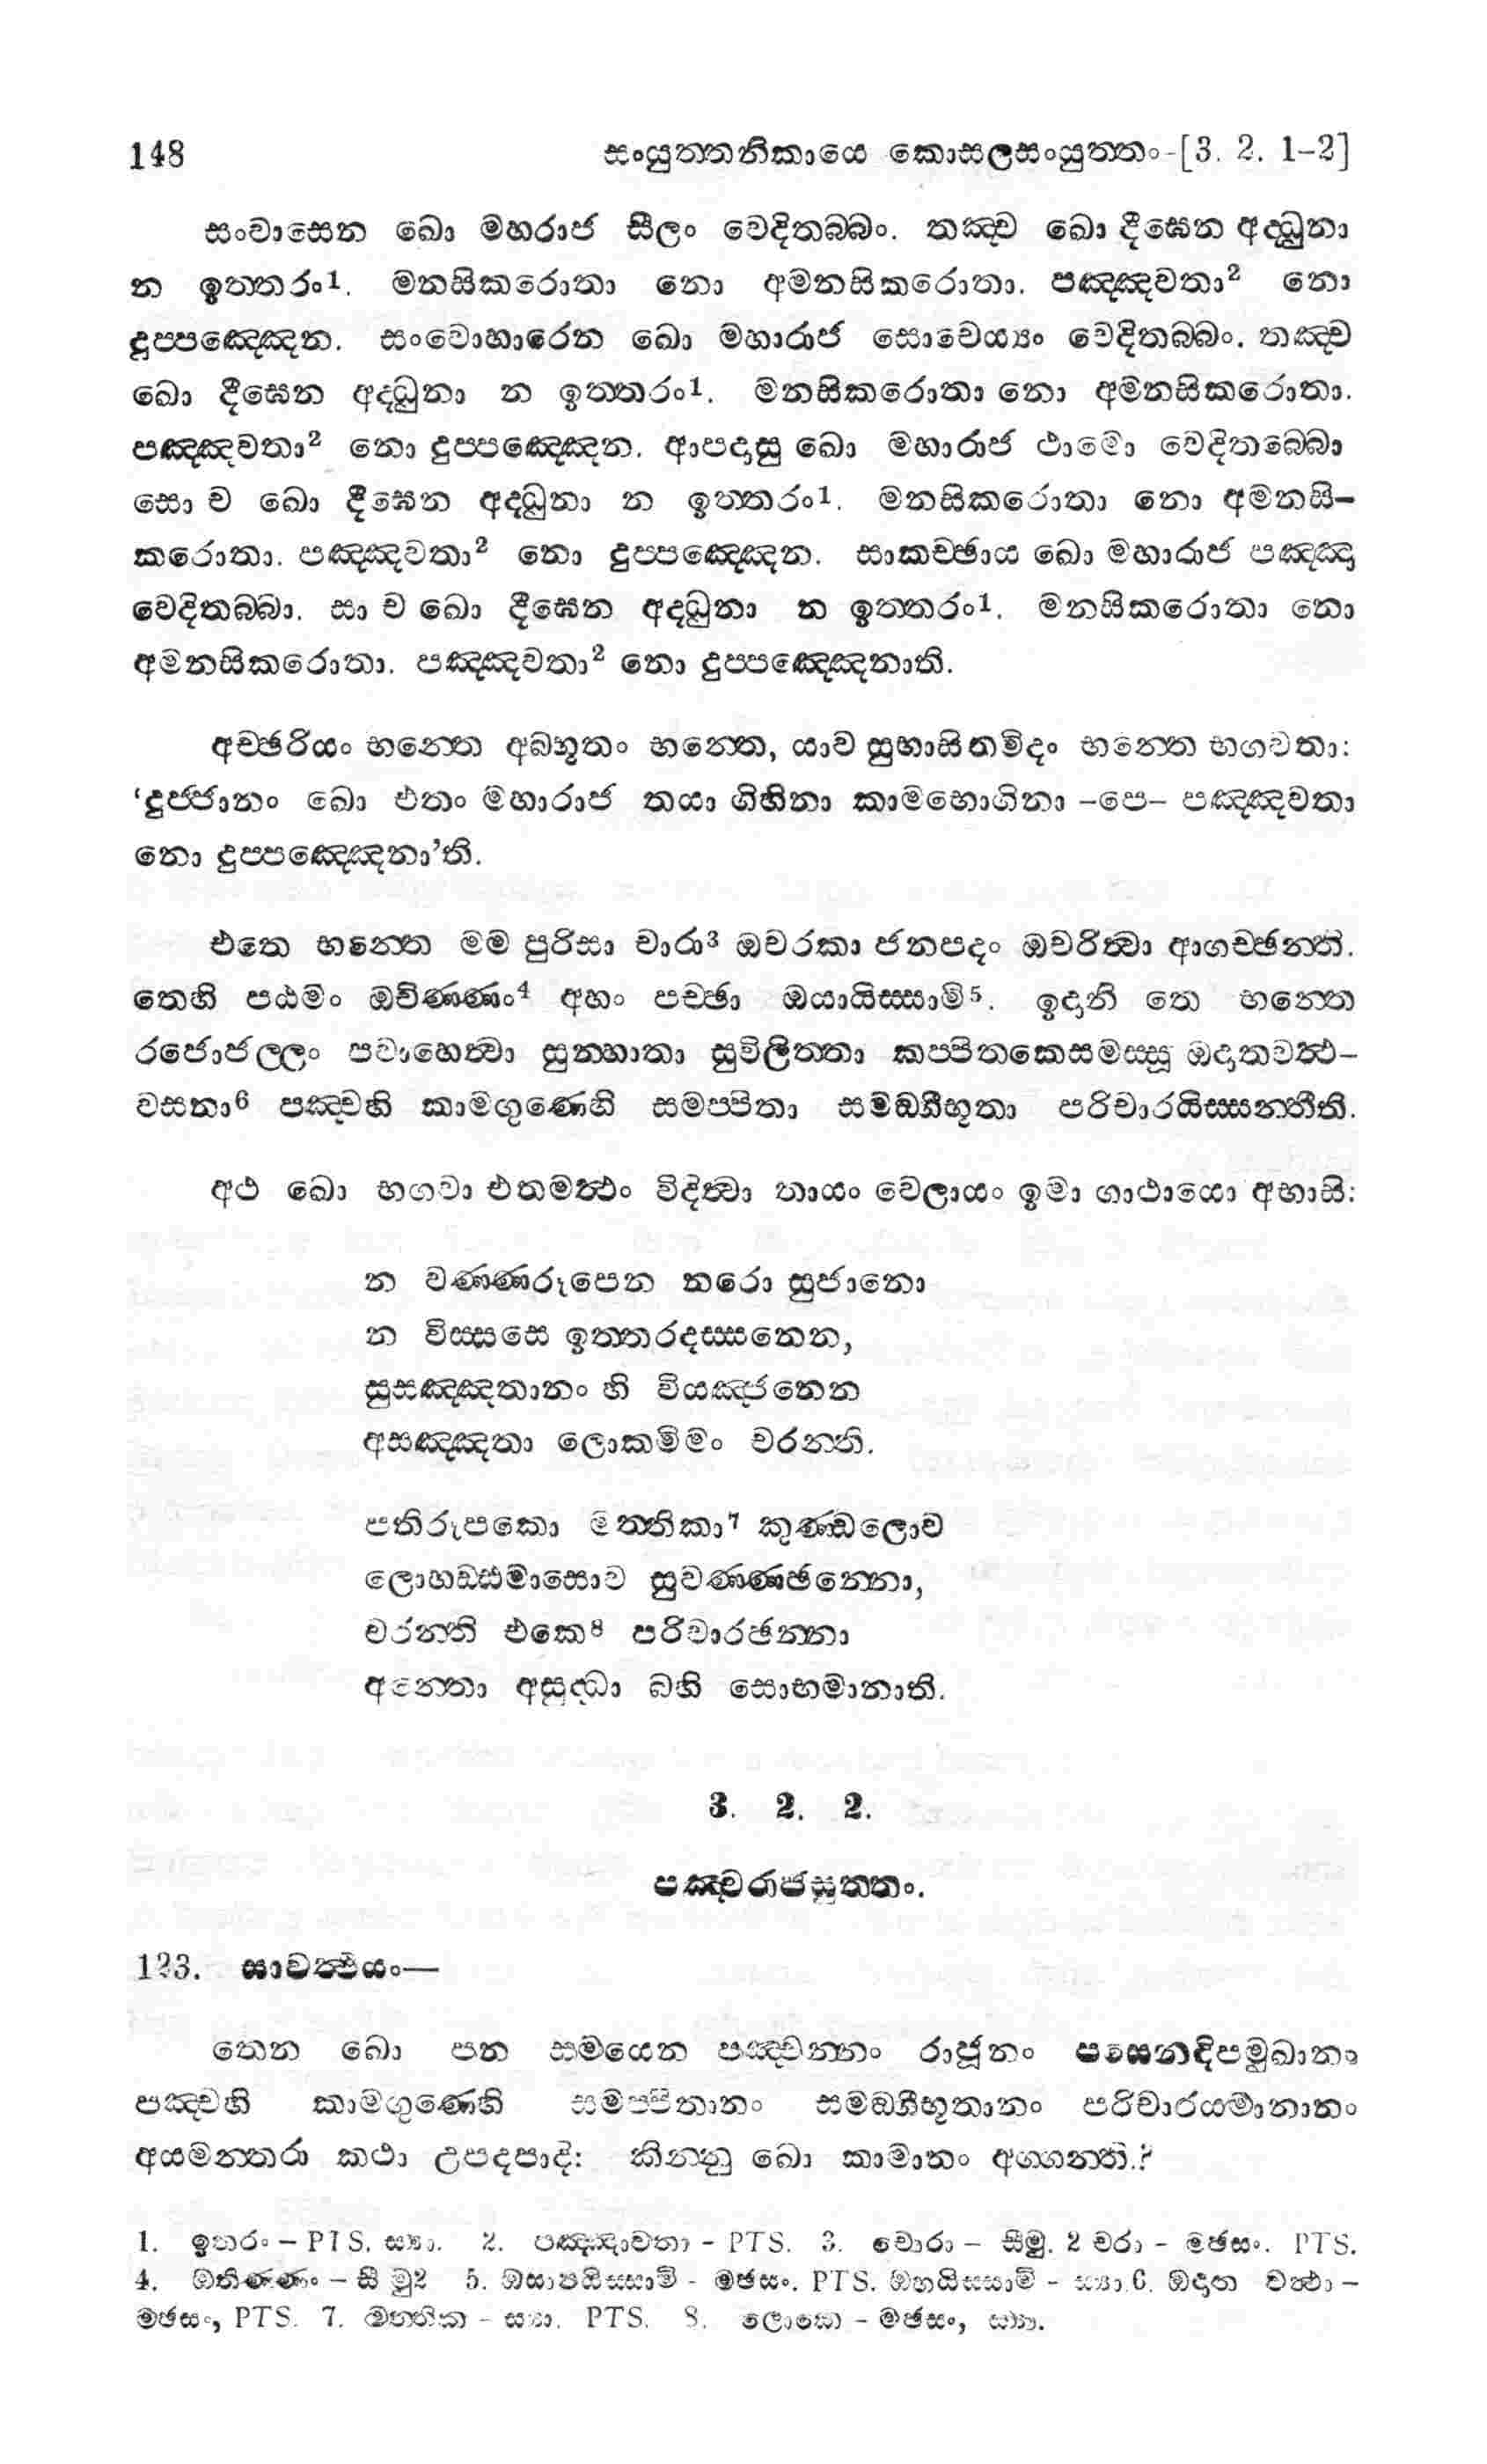 148 සංයුත්තනිකායෙ කොසලසංයුත්තං-[3. 2. 1–2]
සංවාසෙන ඛො මහරාජ සීලං වෙදිතබ්බං. තඤ්ච ඛො දීඝෙන අද්ධුනා
න ඉත්තරං1. මනසිකරොතා නො අමනසිකරොතා. පඤ්ඤවතා2 නො
දුප්පඤ්ඤෙන. සංවොහාරෙන ඛො මහාරාජ සොචෙය්‍යං වෙදිතබ්බං. තඤ්ච
ඛො දීඝෙන අද්ධුනා න ඉත්තරං1. මනසිකරොතා නො අමනසිකරොතා.
පඤ්ඤවතා2 නො දුප්පඤ්ඤෙන. ආපදාසු ඛො මහාරාජ ථාමො වෙදිතබ්බො
සො ච ඛො දීඝෙන අද්ධුනා න ඉත්තරං1. මනසිකරොතා නො අමනසි–
කරොතා. පඤ්ඤවතා2 නො දුප්පඤ්ඤෙන. සාකච්ඡාය ඛො මහාරාජ පඤ්ඤා
වෙදිතබ්බා. සා ච ඛො දීඝෙන අද්ධුනා න ඉත්තරං1. මනසිකරොතා නො
අමනසිකරොතා. පඤ්ඤවතා2 නො දුප්පඤ්ඤෙනාති.
අච්ඡරියං භන්තෙ අබ්භූතං භන්තෙ, යාව සුභාසිතමිදං භන්තෙ භගවතා:
‘දුජ්ජානං ඛො එතං මහාරාජ තයා ගිහිනා කාමභොගිනා –පෙ– පඤ්ඤවතා
නො දුප්පඤ්ඤෙනා’ති.
එතෙ භන්තෙ මම පුරිසා චාරා3 ඔචරකා ජනපදං ඔචරිත්‍වා ආගච්ඡන්ති.
තෙහි පඨමං ඔචිණ්ණං4 අහං පච්ඡා ඔයායිස්සාමි5. ඉදානි තෙ භන්තෙ
රජොජල්ලං පවාහෙත්‍වා සුන්හාතා සුවිලිත්තා කප්පිතකෙසමස්සූ ඔදාතවත්‍ථ–
වසනා6 පඤ්චහි කාමගුණෙහි සමප්පිතා සමඞ්ගීභූතා පරිචාරයිස්සන්තීති.
අථ ඛො භගවා එතමත්‍ථං විදිත්‍වා තායං වෙලායං ඉමා ගාථායො අභාසි:
න වණ්ණරූපෙන නරො සුජානො
න විස්සසෙ ඉත්තරදස්සනෙන,
සුසඤ්ඤතානං හි වියඤ්ජනෙන
අසඤ්ඤතා ලොකමිමං චරන්ති.
පතිරූපකො මත්තිකා7 කුණ්ඩලොව
ලොහඩ්ඪමාසොව සුවණ්ණඡන්නො,
චරන්ති එකෙ8 පරිවාරඡන්නා
අන්තො අසුද්ධා බහි සොභමානාති.
3. 2. 2.
පඤ්චරාජසුත්තං.
123. සාවත්‍ථියං—
තෙන ඛො පන සමයෙන පඤ්චන්නං රාජූනං පසෙනදිපමුඛානං
පඤ්චහි කාමගුණෙහි සමප්පිතානං සමඞ්ගීභූතානං පරිචාරයමානානං
අයමන්තරා කථා උදපාදි: කින්නු ඛො කාමානං අග්ගන්ති.?
1. ඉතරං – PTS. ස්‍යා. 2. පඤ්ඤාවතා - PTS. 3. චොරා – සීමු. 2 චරා - මඡසං. PTS.
4. ඔතිණ්ණං – සී මු2 5. ඔසාපයිස්සාමි - මඡසං. PTS. ඔහයිස්සාමි - ස්‍යා. 6. ඔදාත වත්‍ථා –
මඡසං, PTS. 7. මත්තික - ස්‍යා. PTS. 8. ලොකෙ – මඡසං, ස්‍යා.